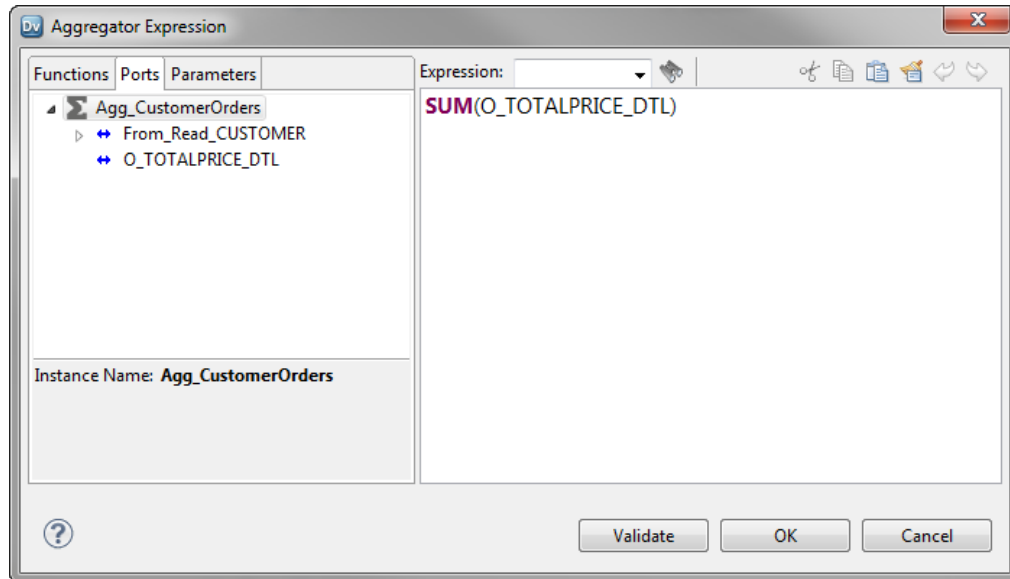 Dv Aggregator Expression
Functions Ports Parameters
Agg_CustomerOrders
From_Read_CUSTOMER
O_TOTALPRICE_DTL
Instance Name: Agg_CustomerOrders
Expression:
SUM(O_TOTALPRICE_DTL)
?
Validate OK Cancel